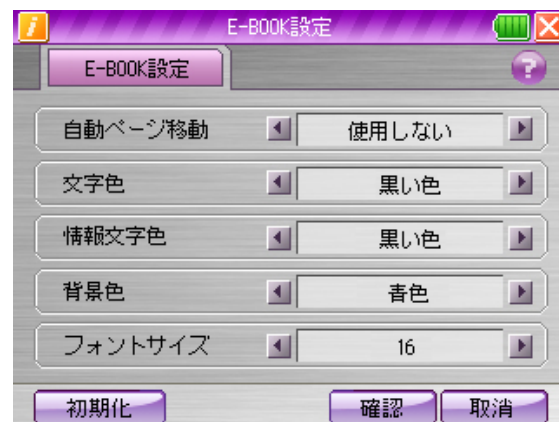 E-BOOK設定
E-BOOK設定
?
自動ページ移動 使用しない
文字色 黒い色
情報文字色 黒い色
背景色 青色
フォントサイズ 16
初期化 確認 取消